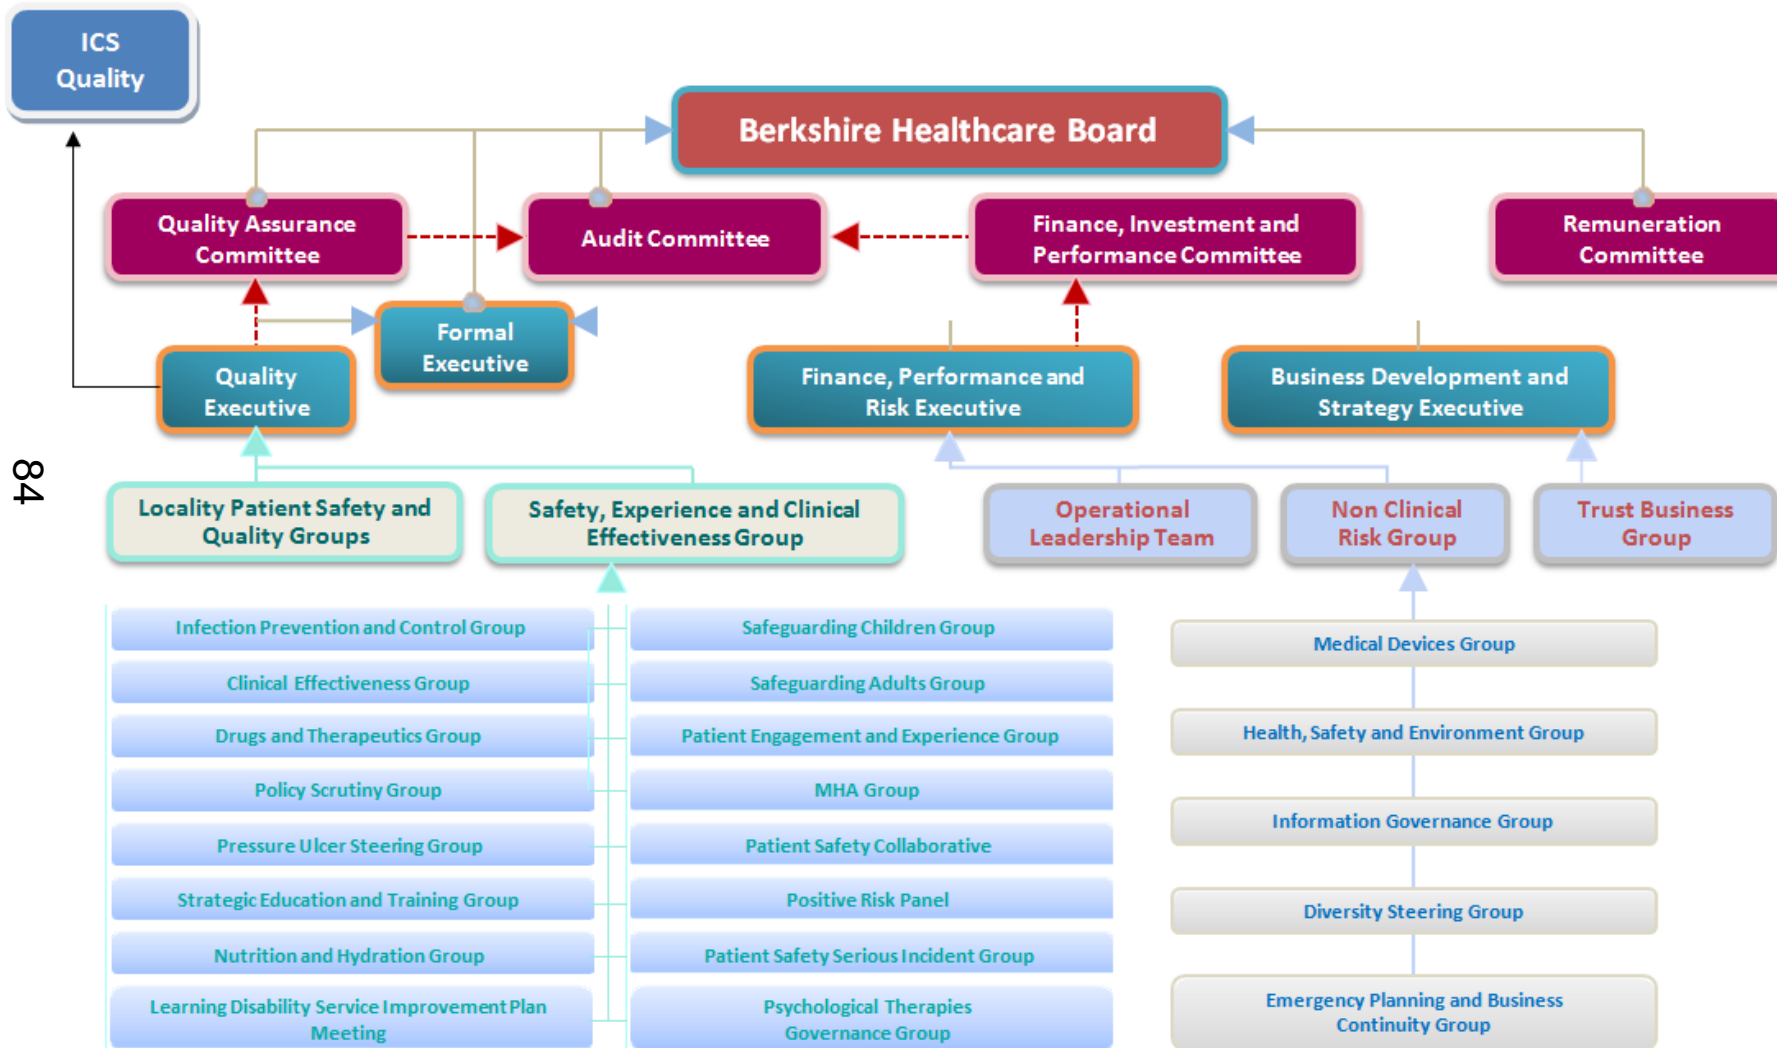 ICS
Quality
Berkshire Healthcare Board
Quality Assurance
Committee
Audit Committee
Finance, Investment and
Performance Committee
Remuneration
Committee
Formal
Executive
Quality
Executive
Finance, Performance and
Risk Executive
Business Development and
Strategy Executive
84
Locality Patient Safety and
Quality Groups
Safety, Experience and Clinical
Effectiveness Group
Operational
Leadership Team
Non Clinical
Risk Group
Trust Business
Group
Infection Prevention and Control Group
Clinical Effectiveness Group
Drugs and Therapeutics Group
Policy Scrutiny Group
Pressure Ulcer Steering Group
Strategic Education and Training Group
Nutrition and Hydration Group
Learning Disability Service Improvement Plan
Meeting
Safeguarding Children Group
Safeguarding Adults Group
Patient Engagement and Experience Group
MHA Group
Patient Safety Collaborative
Positive Risk Panel
Patient Safety Serious Incident Group
Psychological Therapies
Governance Group
Medical Devices Group
Health, Safety and Environment Group
Information Governance Group
Diversity Steering Group
Emergency Planning and Business
Continuity Group